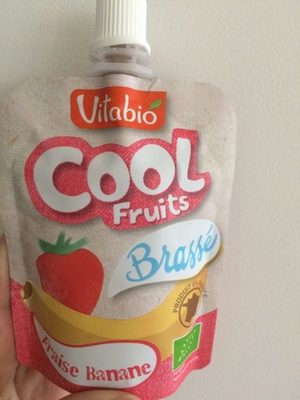 Vitabio
COOL
Fruits
Brassé
Fraise Banane